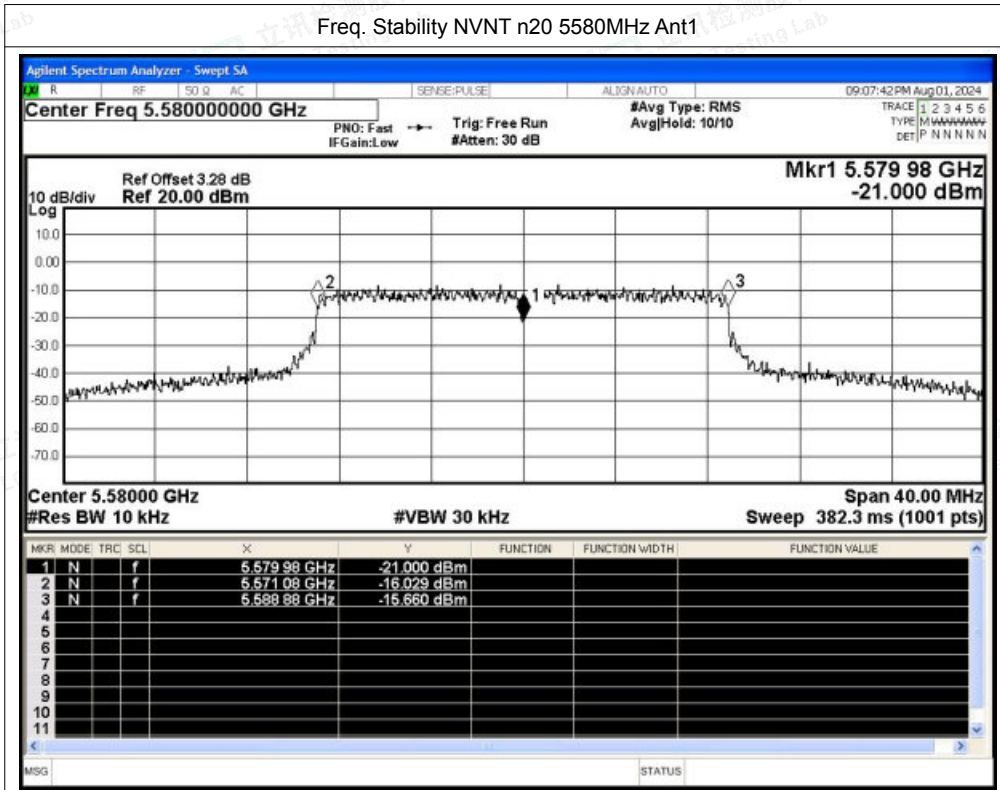 Freq. Stability NVNT n20 5580MHz Ant1
Agilent Spectrum Analyzer - Swept SA
R RF 50 Ω AC SENSE:PULSE ALIGNAUTO 09:07:42 PM Aug 01, 2024
Center Freq 5.580000000 GHz #Avg Type: RMS TRACE 1 2 3 4 5 6
PNO: Fast Trig: Free Run Avg|Hold: 10/10 TYPE M
IFGain:Low #Atten: 30 dB DET P N N N N N
Mkr1 5.579 98 GHz
Ref Offset 3.28 dB
10 dB/div Ref 20.00 dBm -21.000 dBm
Log
10.0
0.00
-10.0
2
3
1
-20.0
-30.0
-40.0
-50.0
-60.0
-70.0
Center 5.58000 GHz Span 40.00 MHz
#Res BW 10 kHz #VBW 30 kHz Sweep 382.3 ms (1001 pts)
MKR MODE TRC SCL X Y FUNCTION FUNCTION WIDTH FUNCTION VALUE
1 N f 5.579 98 GHz -21.000 dBm
2 N f 5.571 08 GHz -16.029 dBm
3 N f 5.588 88 GHz -15.660 dBm
4
5
6
7
8
9
10
11
MSG STATUS